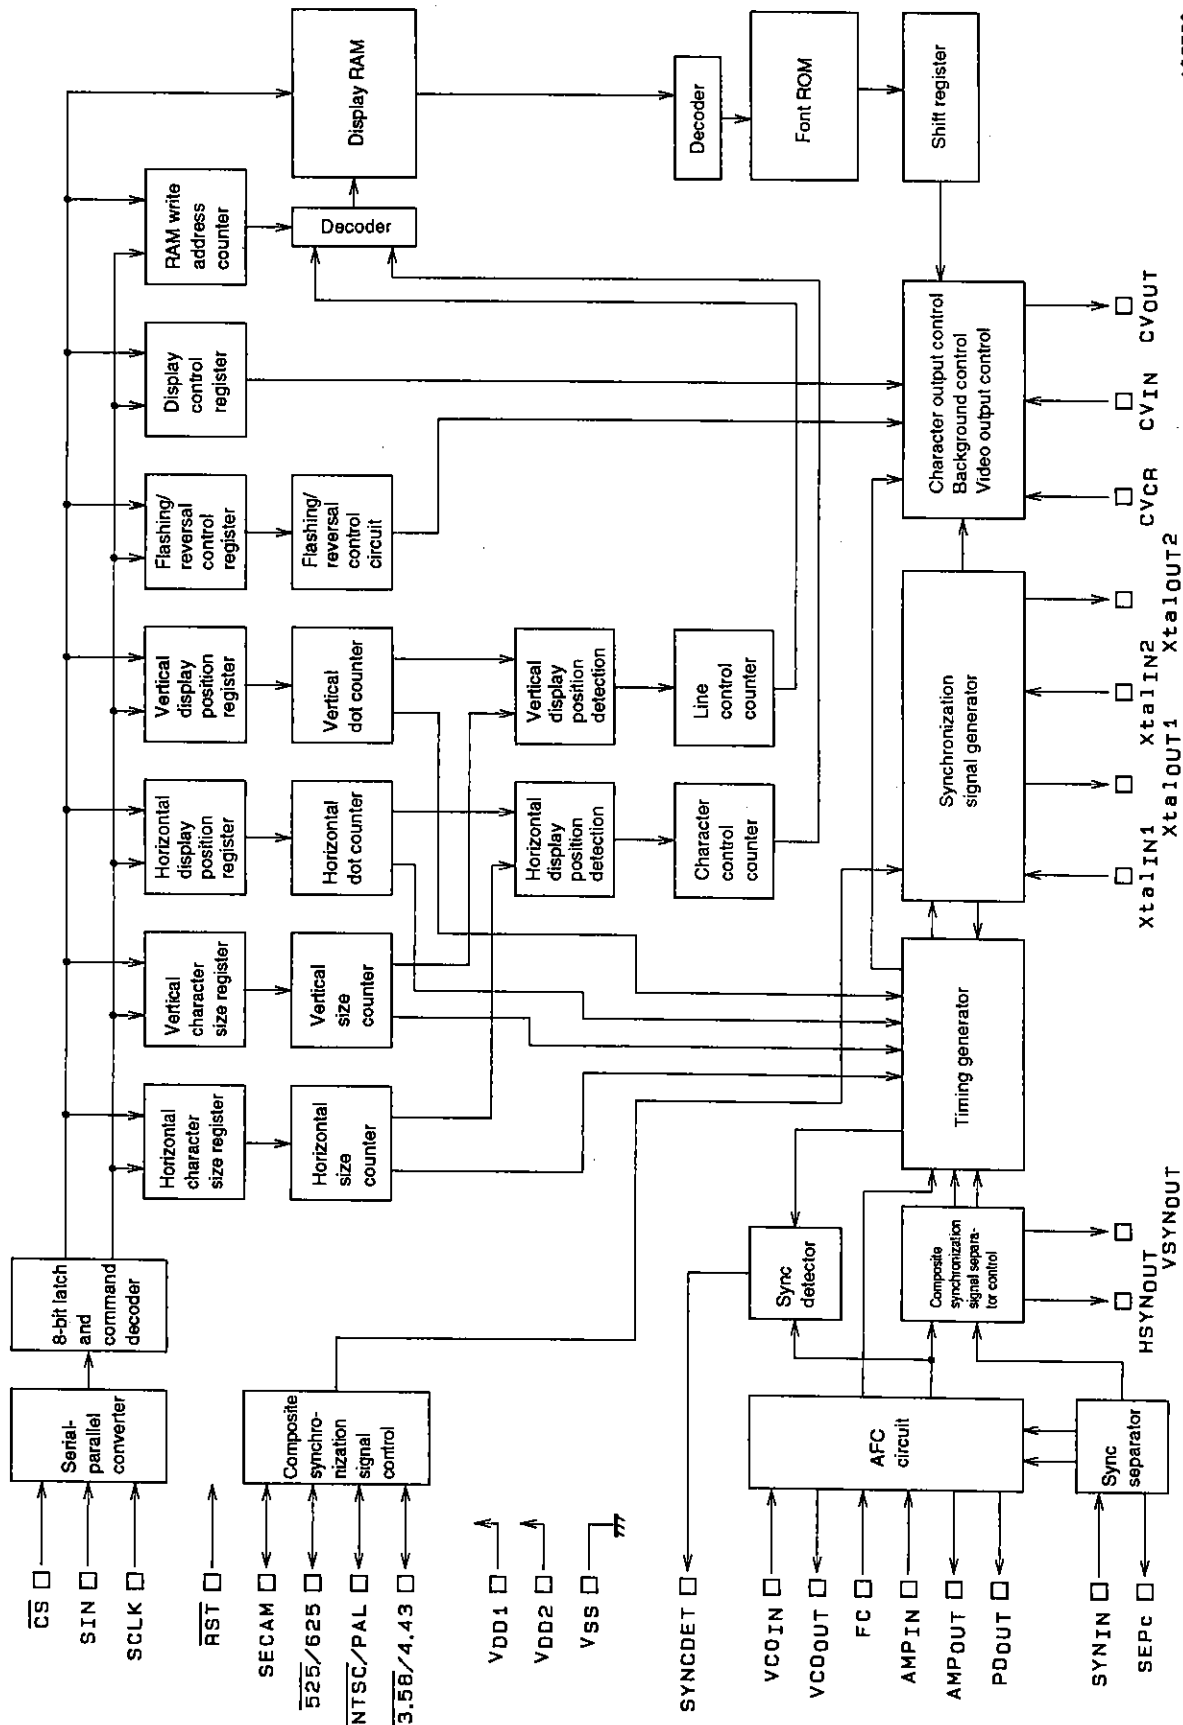 CS
SIN
SCLK
RST
SECAM
525/625
NTSC/PAL
3.58/4.43
VDD1
VDD2
VSS
SYNCDET
VCOIN
VCOOUT
FC
AMPIN
AMPOUT
PDOUT
SYNIN
SEPC
Serial-
parallel
converter
8-bit latch
and
command
decoder
Composite
synchro-
nization
signal
control
Horizontal
character
size register
Vertical
character
size register
Horizontal
display
position
register
Vertical
display
position
register
Flashing/
reversal
control
register
Display
control
register
RAM write
address
counter
Horizontal
size
counter
Vertical
size
counter
Horizontal
dot counter
Vertical
dot counter
Flashing/
reversal
control
circuit
Decoder
Display RAM
Horizontal
display
position
detection
Vertical
display
position
detection
Character
control
counter
Line
control
counter
Decoder
Font ROM
Shift register
Sync
detector
AFC
circuit
Sync
separator
Composite
synchronization
signal separa-
tor control
Timing generator
Synchronization
signal generator
Character output control
Background control
Video output control
HSYNOUT
VSYNOUT
XtalIN1
XtalOUT1
XtalIN2
XtalOUT2
CVCR
CVIN
CVOUT